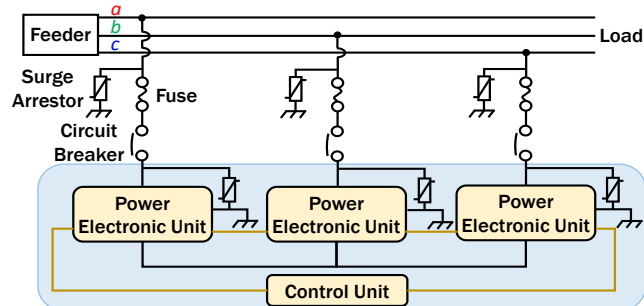 a
Feeder
b
Load
c
Surge
Arrestor
Fuse
Circuit
Breaker
Power
Electronic Unit
Power
Electronic Unit
Power
Electronic Unit
Control Unit